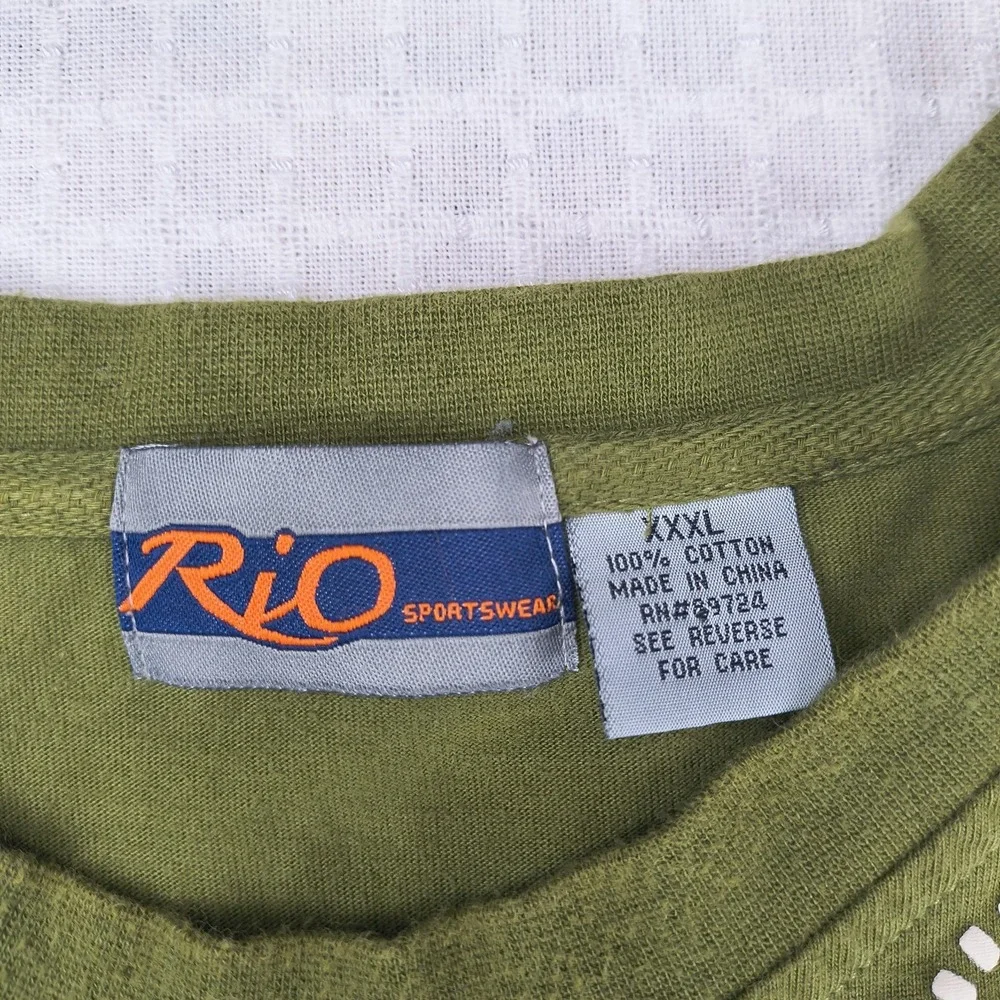 Rio SPORTSWEAR
XXXL
100% COTTON
MADE IN CHINA
RN#89724
SEE REVERSE
FOR CARE